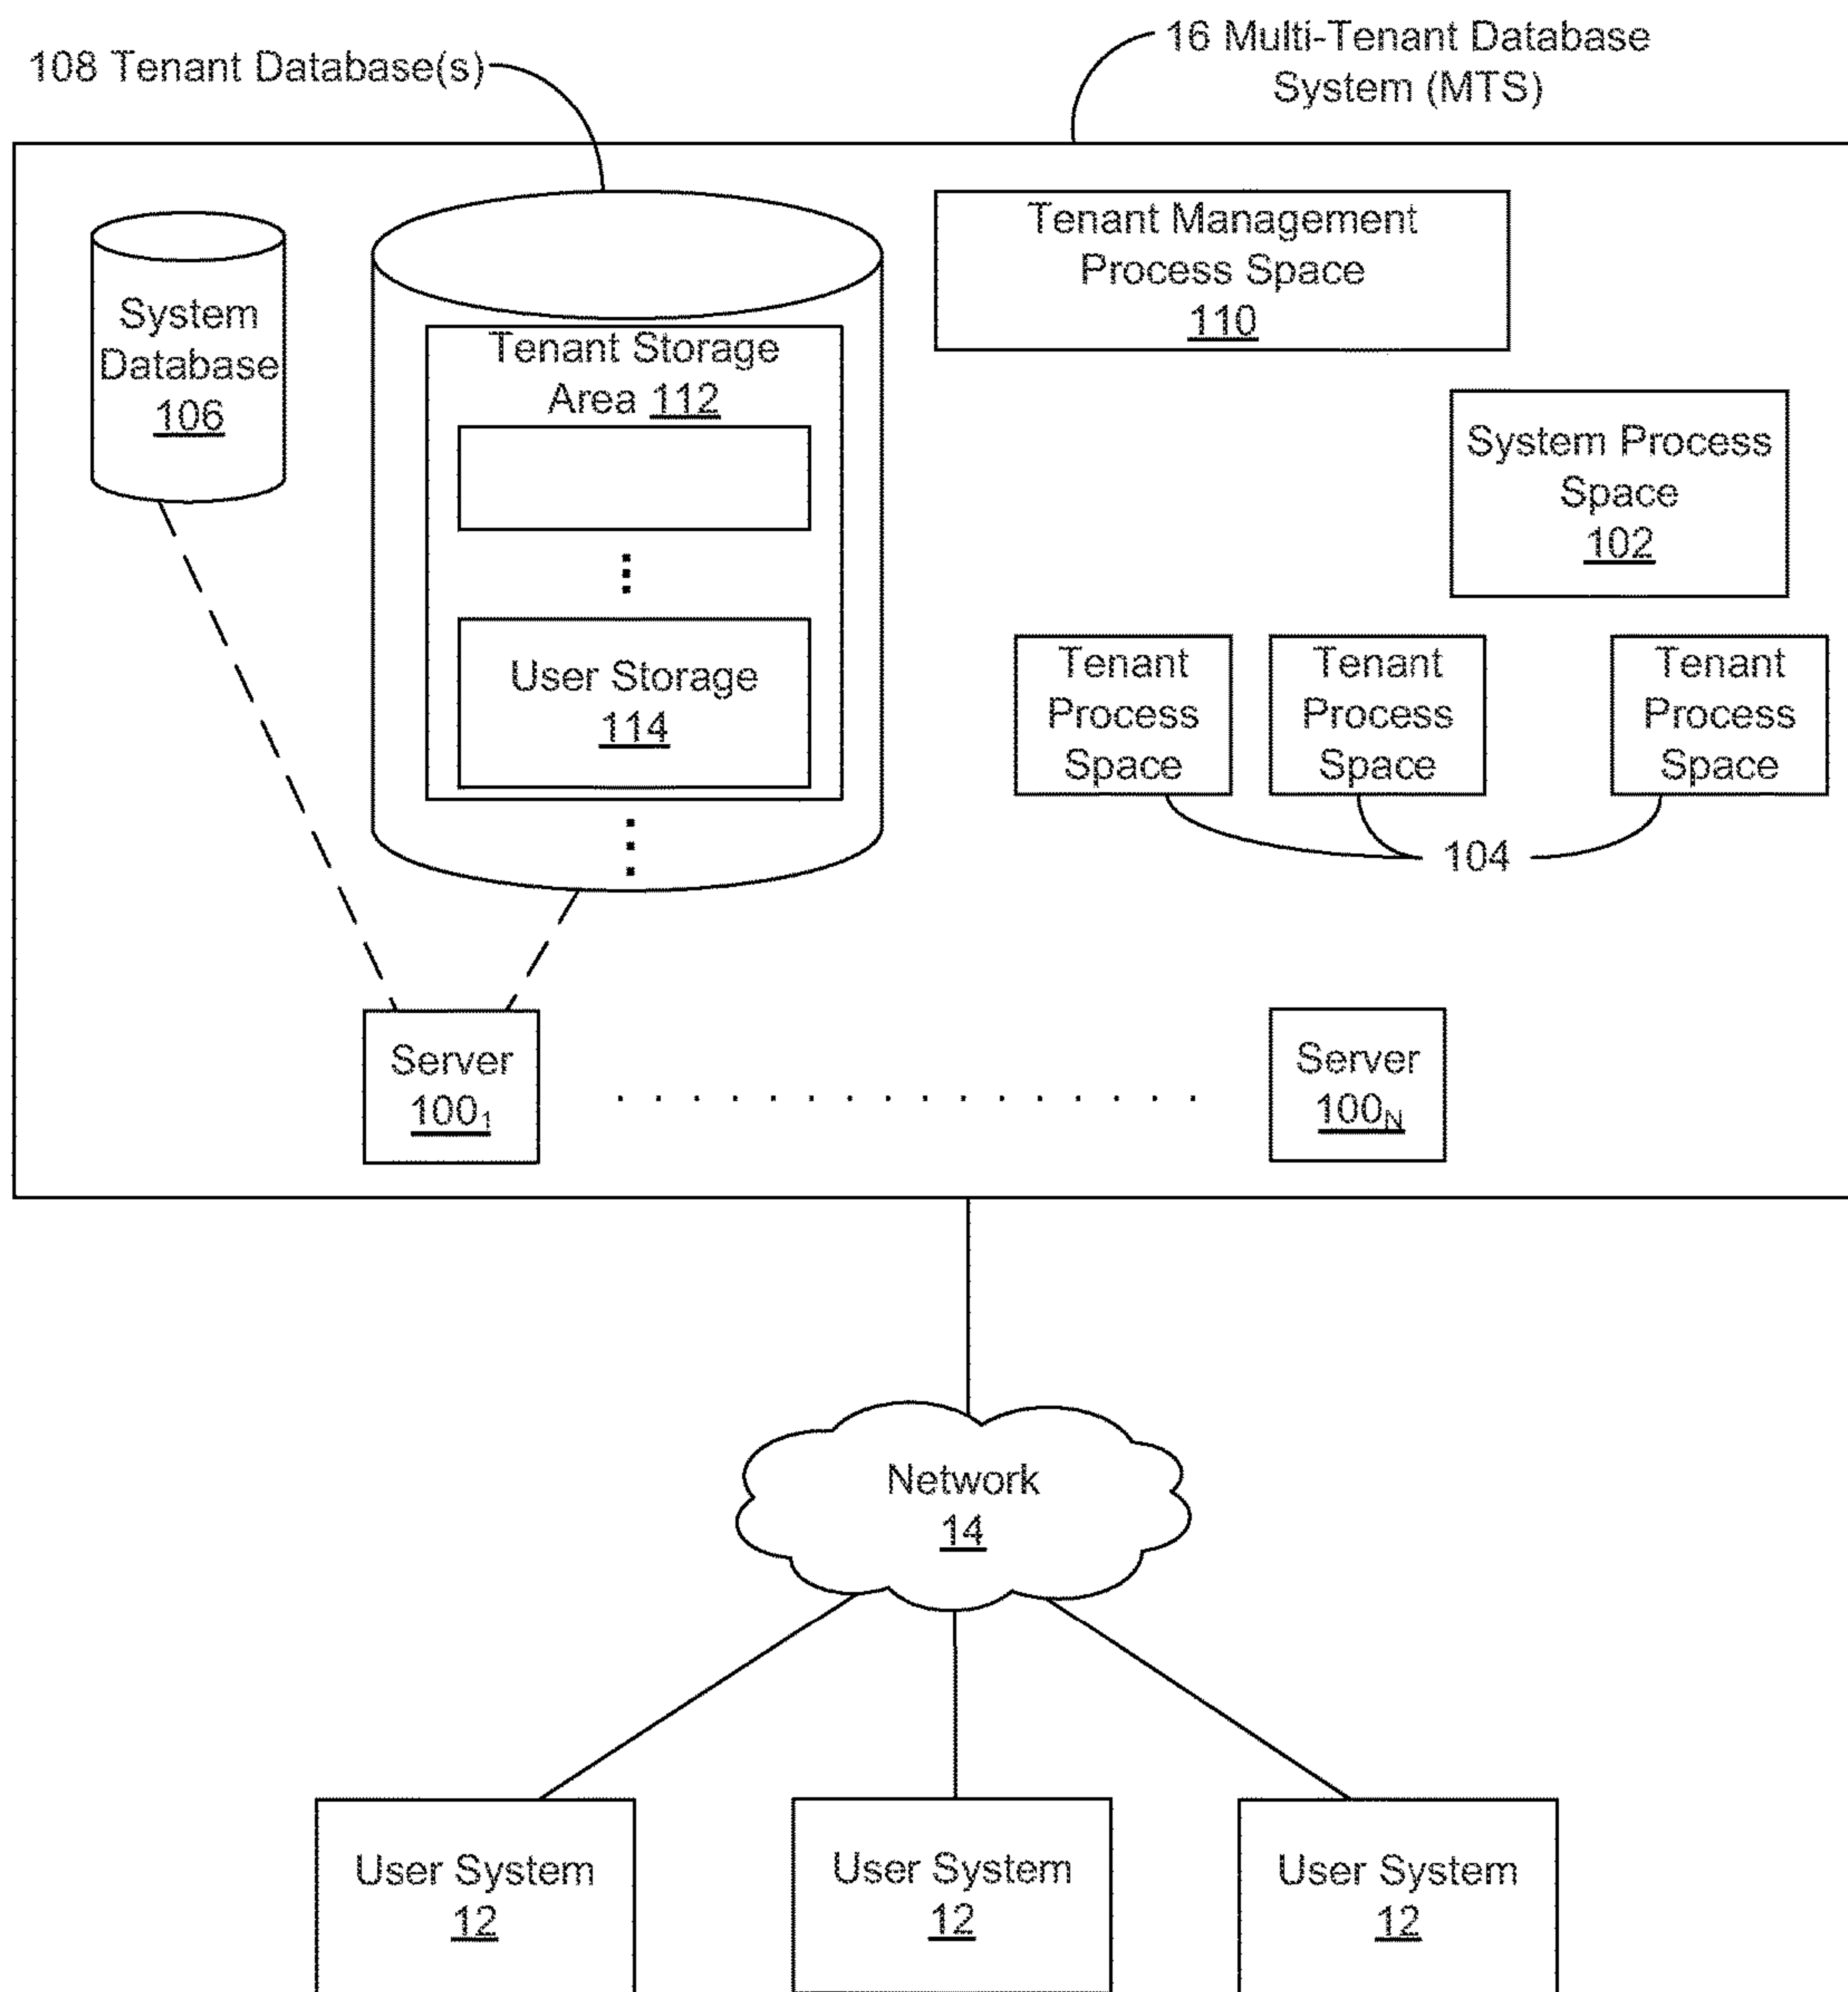 108 Tenant Database(s)
16 Multi-Tenant Database
System (MTS)
System
Database
106
Tenant Storage
Area 112
User Storage
114
Tenant Management
Process Space
110
System Process
Space
102
Tenant
Process
Space
Tenant
Process
Space
Tenant
Process
Space
104
Server
100₁
Server
100_N
Network
14
User System
12
User System
12
User System
12